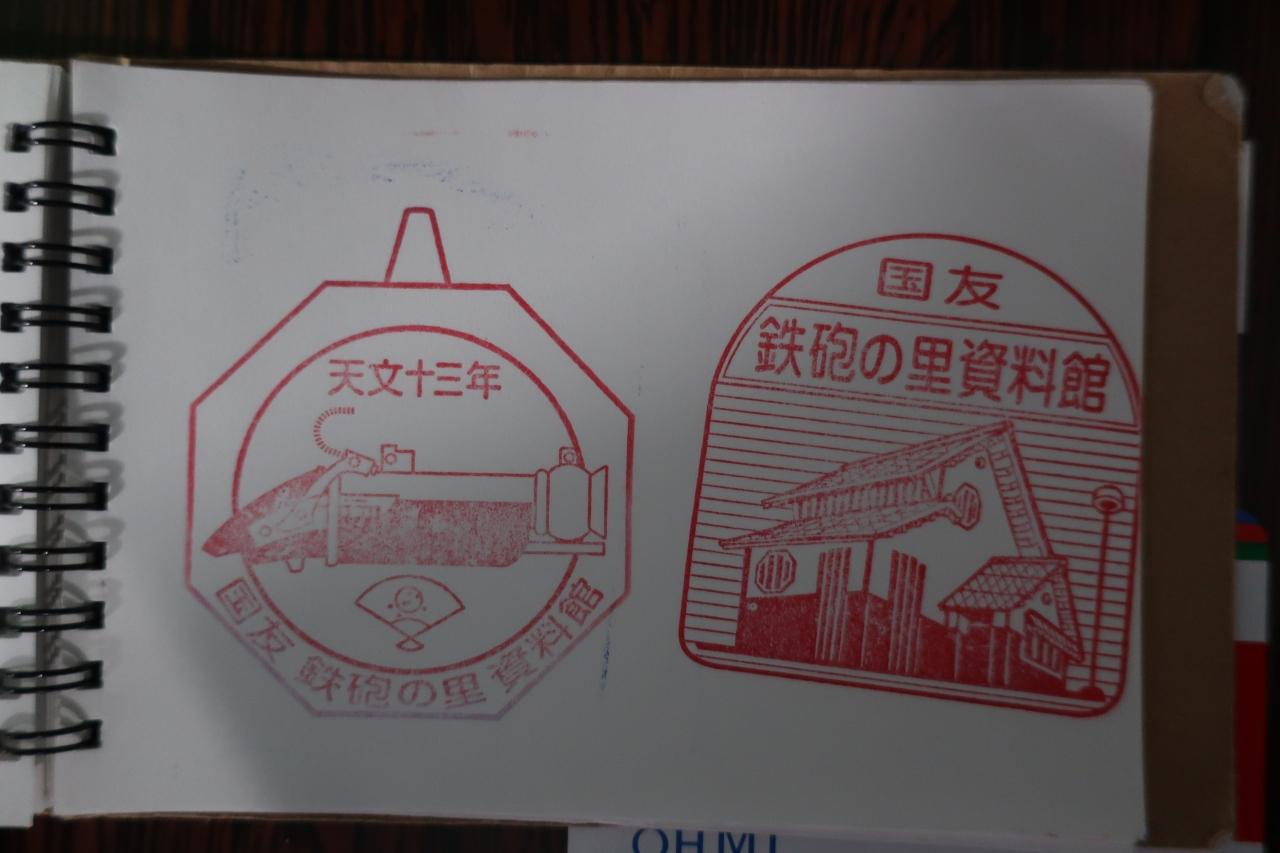 天文十三年
国友 鉄砲の里 資料館
国友
鉄砲の里資料館
OHMI